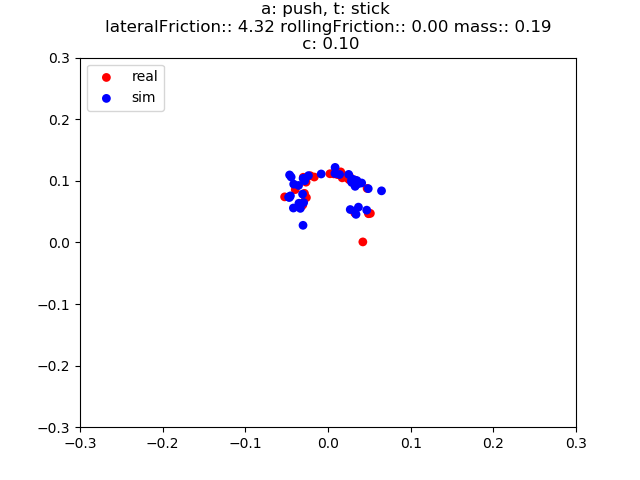 a: push, t: stick
lateralFriction:: 4.32 rollingFriction:: 0.00 mass:: 0.19
c: 0.10
real
sim
0.3
0.2
0.1
0.0
−0.1
−0.2
−0.3
−0.3 −0.2 −0.1 0.0 0.1 0.2 0.3